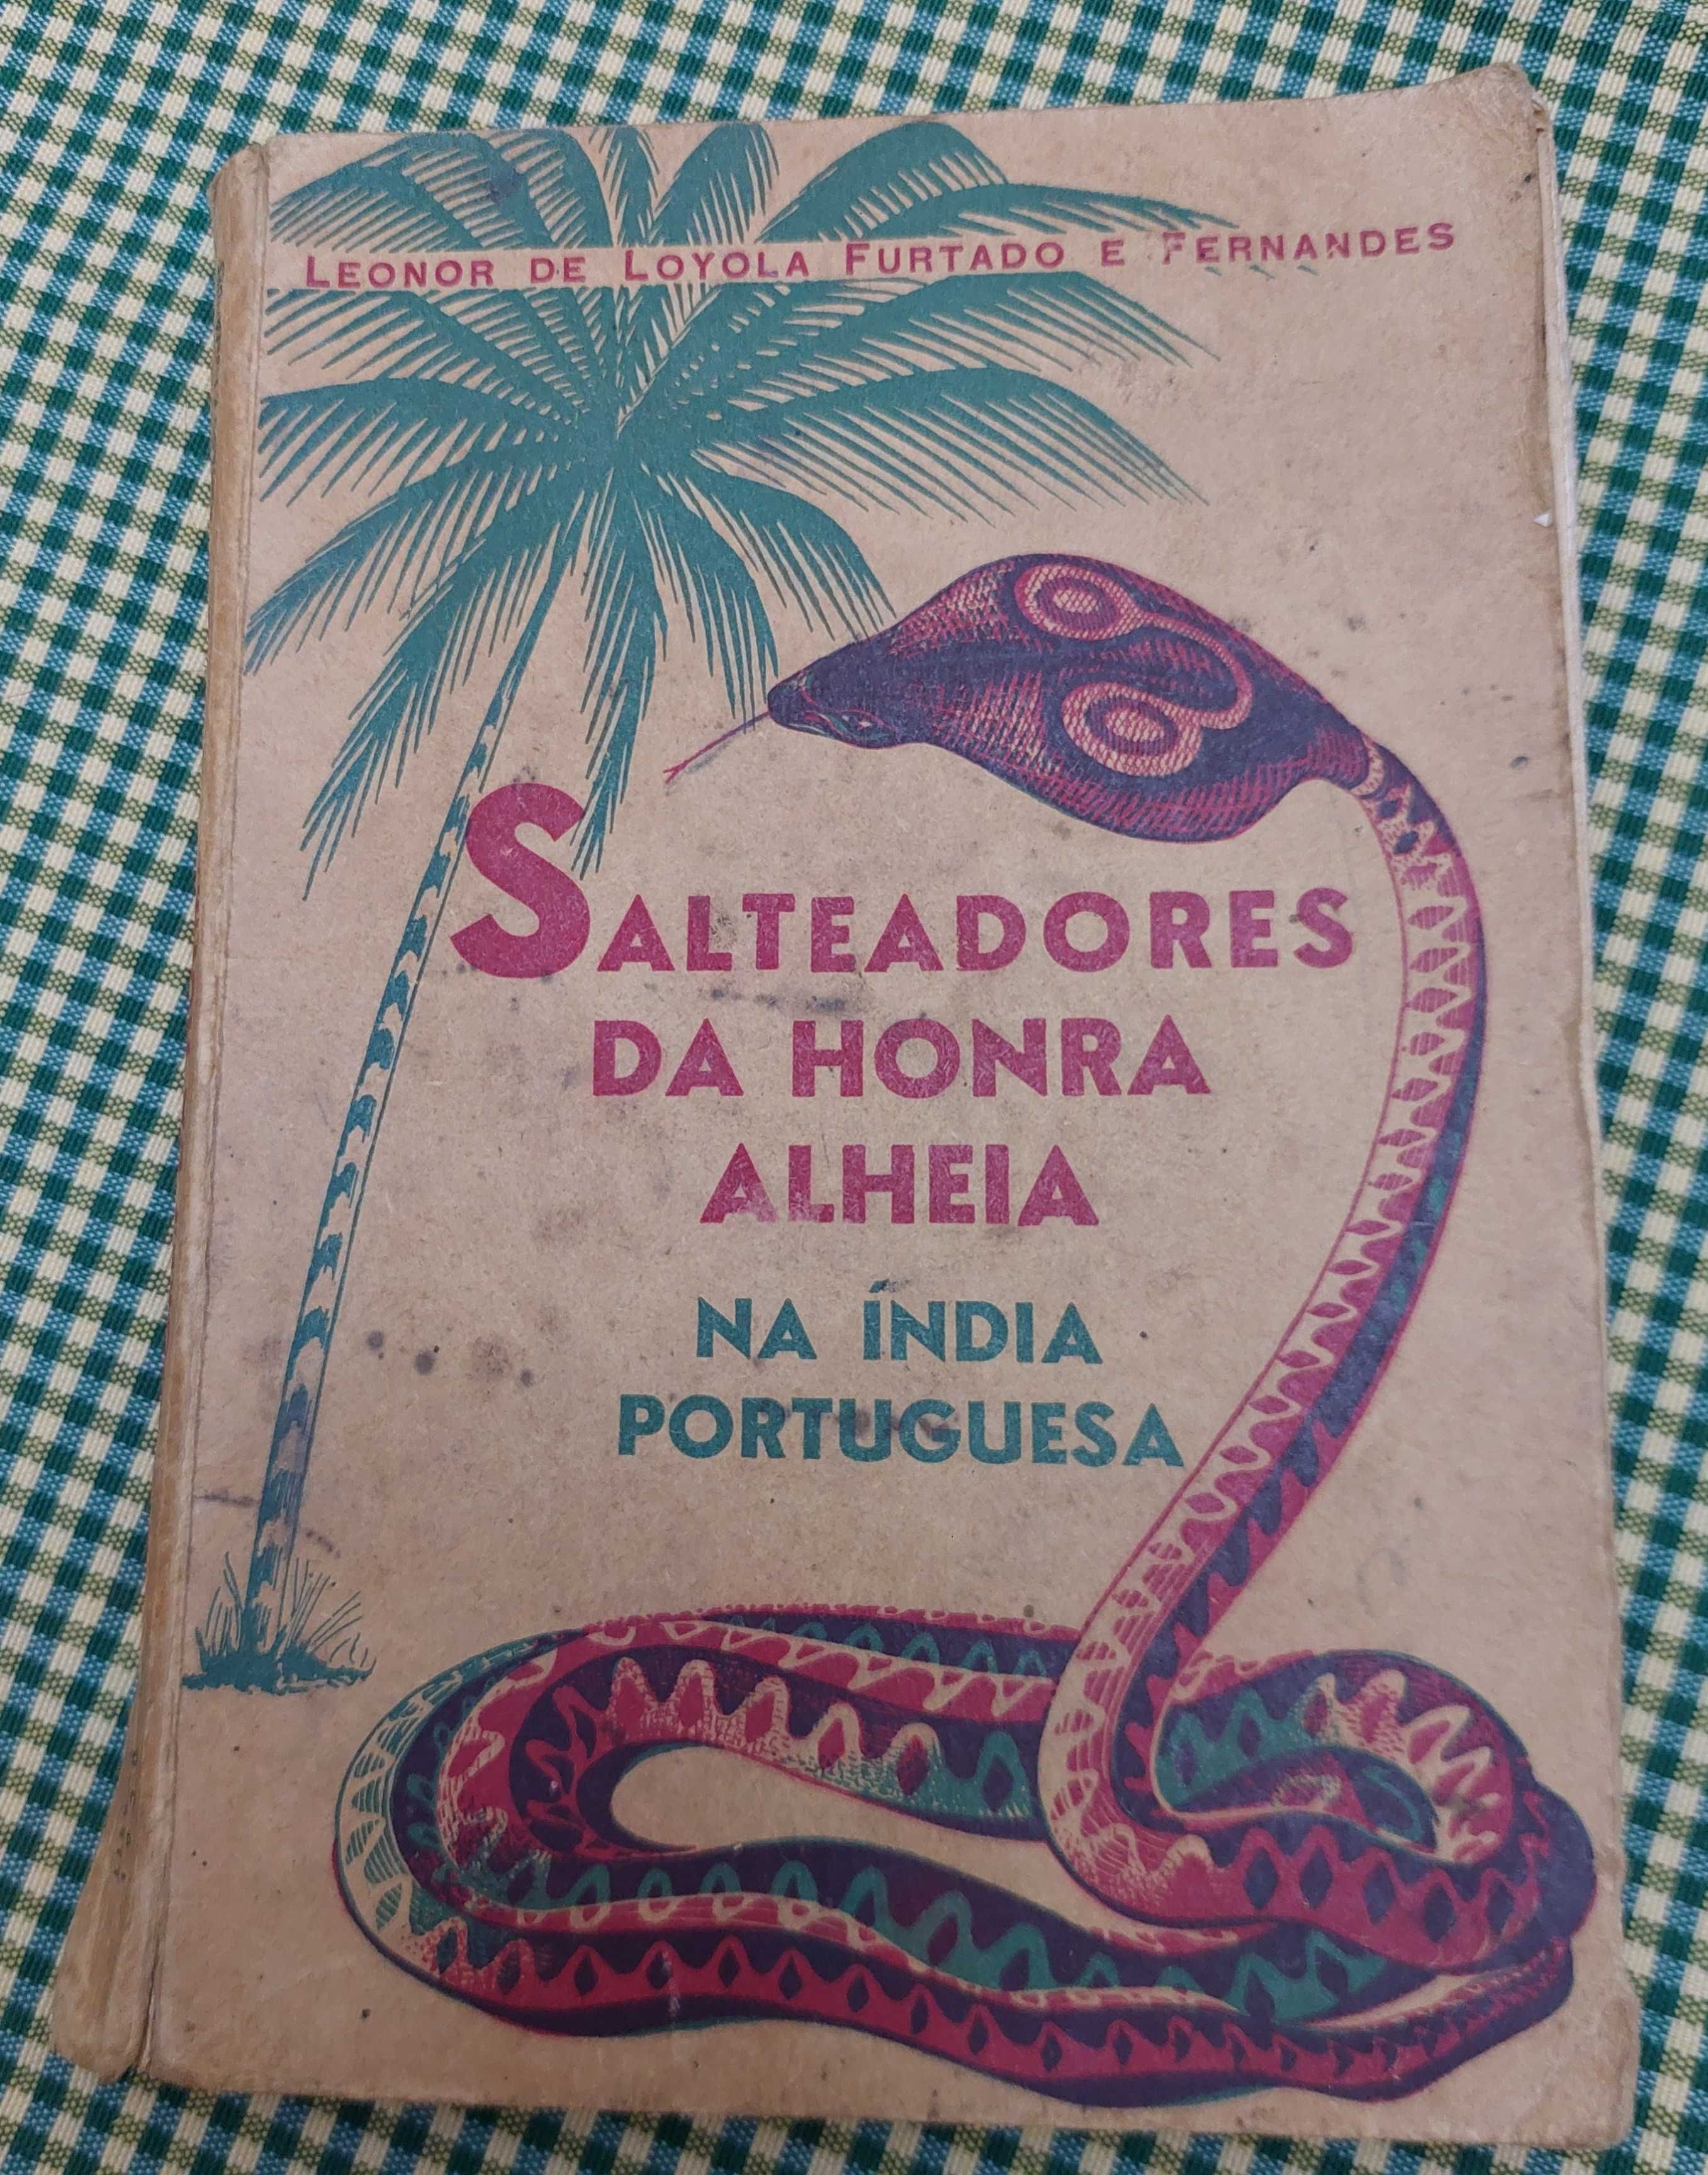 LEONOR DE LOYOLA FURTADO E FERNANDES
SALTEADORES
DA HONRA
ALHEIA
NA ÍNDIA
PORTUGUESA